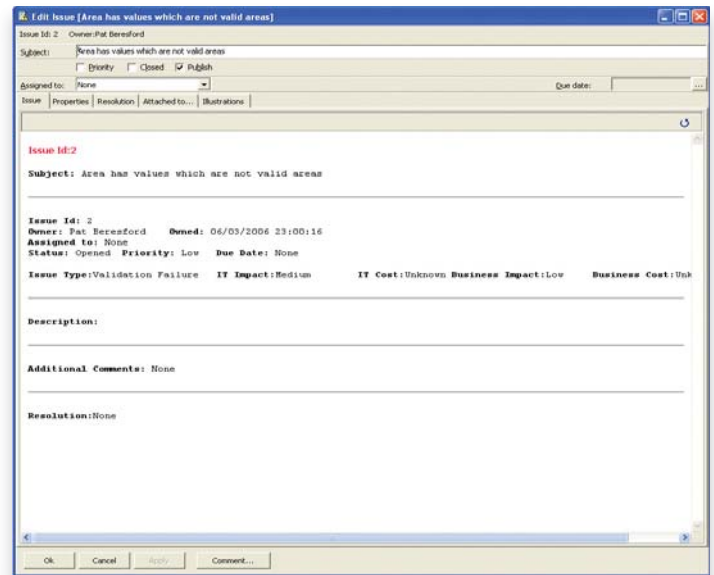 Edit Issue [Area has values which are not valid areas]
Issue Id: 2 Owner:Pat Beresford
Subject: Area has values which are not valid areas
Priority Closed Publish
Assigned to: None Due date: ...
Issue Properties Resolution Attached to... Illustrations
Issue Id:2
Subject: Area has values which are not valid areas
Issue Id: 2
Owner: Pat Beresford Owned: 06/03/2006 23:00:16
Assigned to: None
Status: Opened Priority: Low Due Date: None
Issue Type:Validation Failure IT Impact:Medium IT Cost:Unknown Business Impact:Low Business Cost:Unk
Description:
Additional Comments: None
Resolution:None
Ok Cancel Apply Comment...